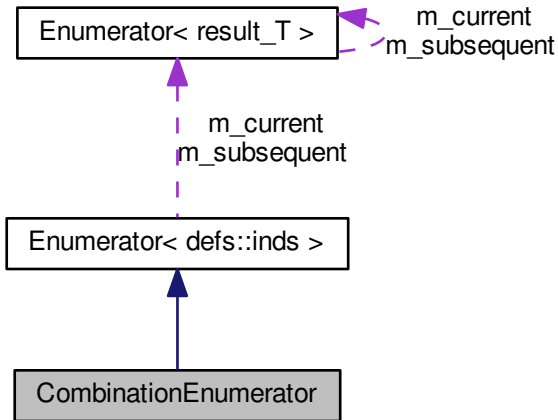 Enumerator< result_T >
m_current
m_subsequent
m_current
m_subsequent
Enumerator< defs::inds >
CombinationEnumerator